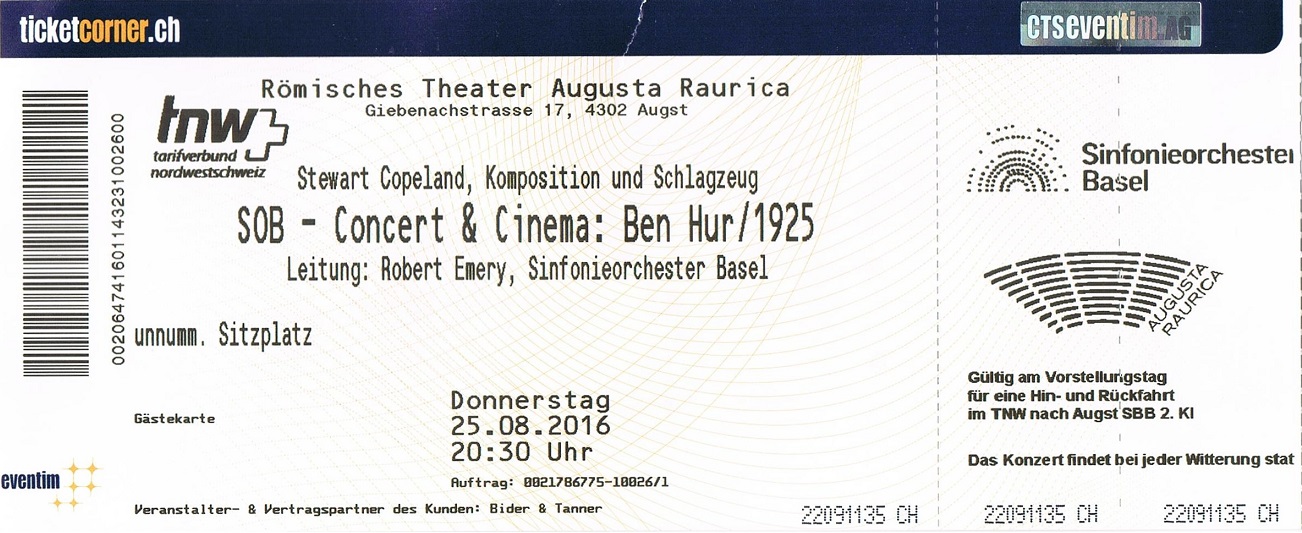 ticketcorner.ch
CTSeventim.AG
Römisches Theater Augusta Raurica
Giebenachstrasse 17, 4302 Augst
tnw
tarifverbund
nordwestschweiz
Stewart Copeland, Komposition und Schlagzeug
SOB - Concert & Cinema: Ben Hur/1925
Leitung: Robert Emery, Sinfonieorchester Basel
002064741601143231002600
unnumm. Sitzplatz
Gästekarte
Donnerstag
25.08.2016
20:30 Uhr
Auftrag: 0021786775-10026/1
eventim
Veranstalter- & Vertragspartner des Kunden: Bider & Tanner
22091135 CH
Sinfonieorchester
Basel
AUGUSTA
RAURICA
Gültig am Vorstellungstag
für eine Hin- und Rückfahrt
im TNW nach Augst SBB 2. Kl
Das Konzert findet bei jeder Witterung stat
22091135 CH
22091135 CH